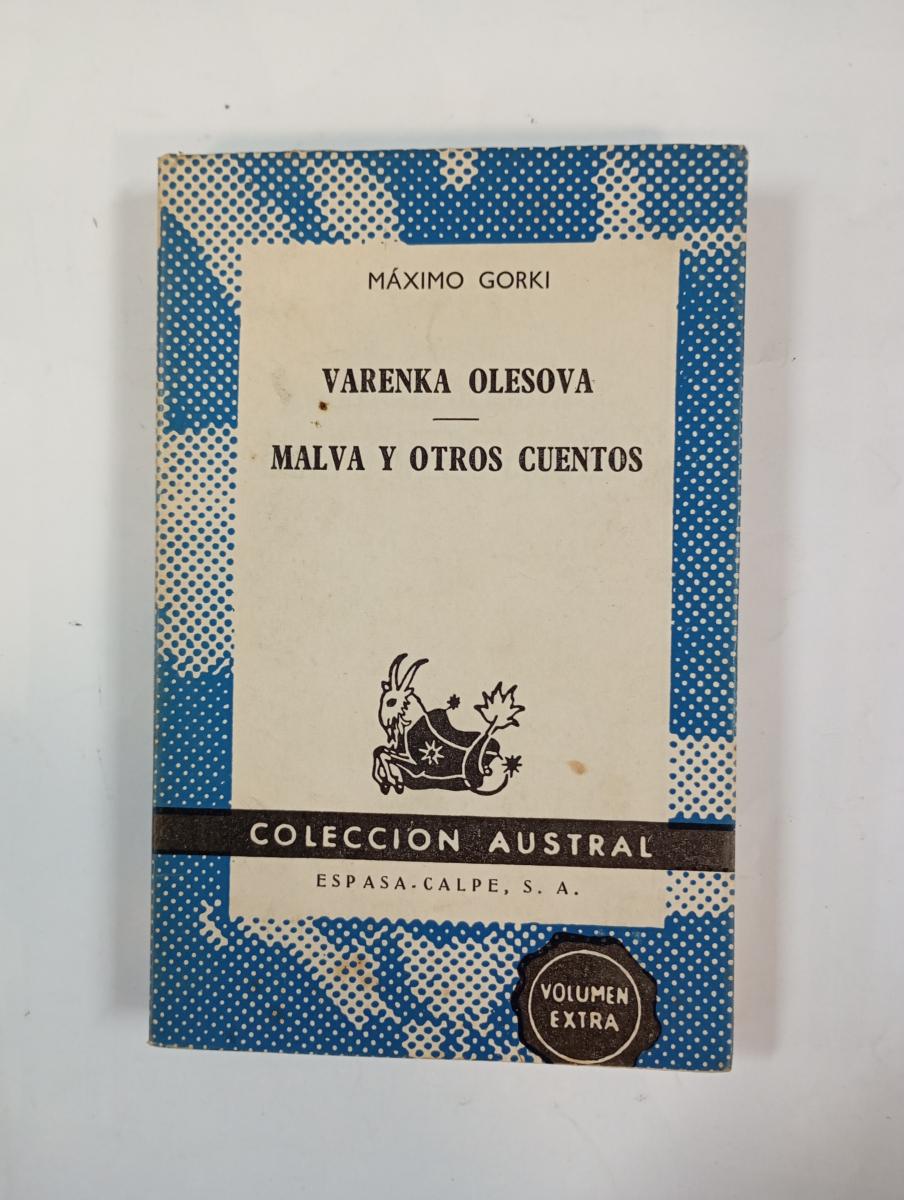 MÁXIMO GORKI
VARENKA OLESOVA
MALVA Y OTROS CUENTOS
COLECCION AUSTRAL
ESPASA-CALPE, S. A.
VOLUMEN
EXTRA